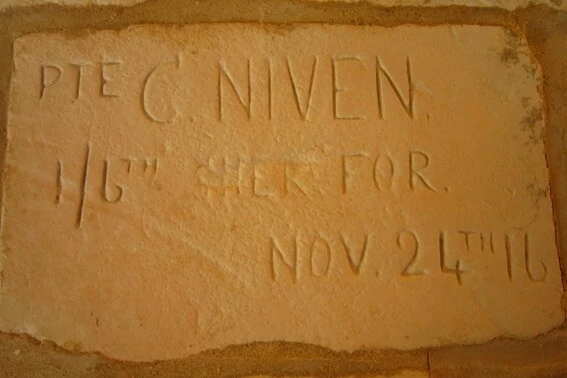 PTE C. NIVEN.
1/6TH SHER FOR.
NOV. 24TH 16